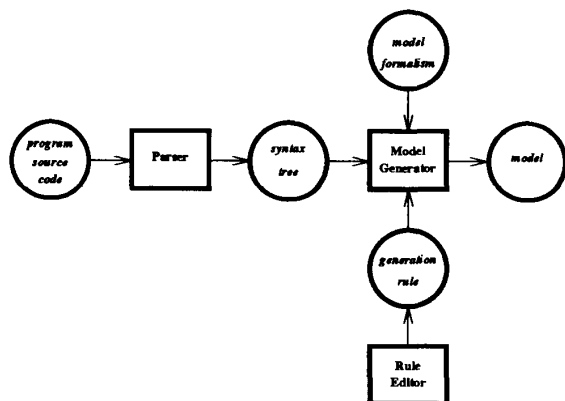 model
formalism
program
source
code
Parser
syntax
tree
Model
Generator
model
generation
rule
Rule
Editor